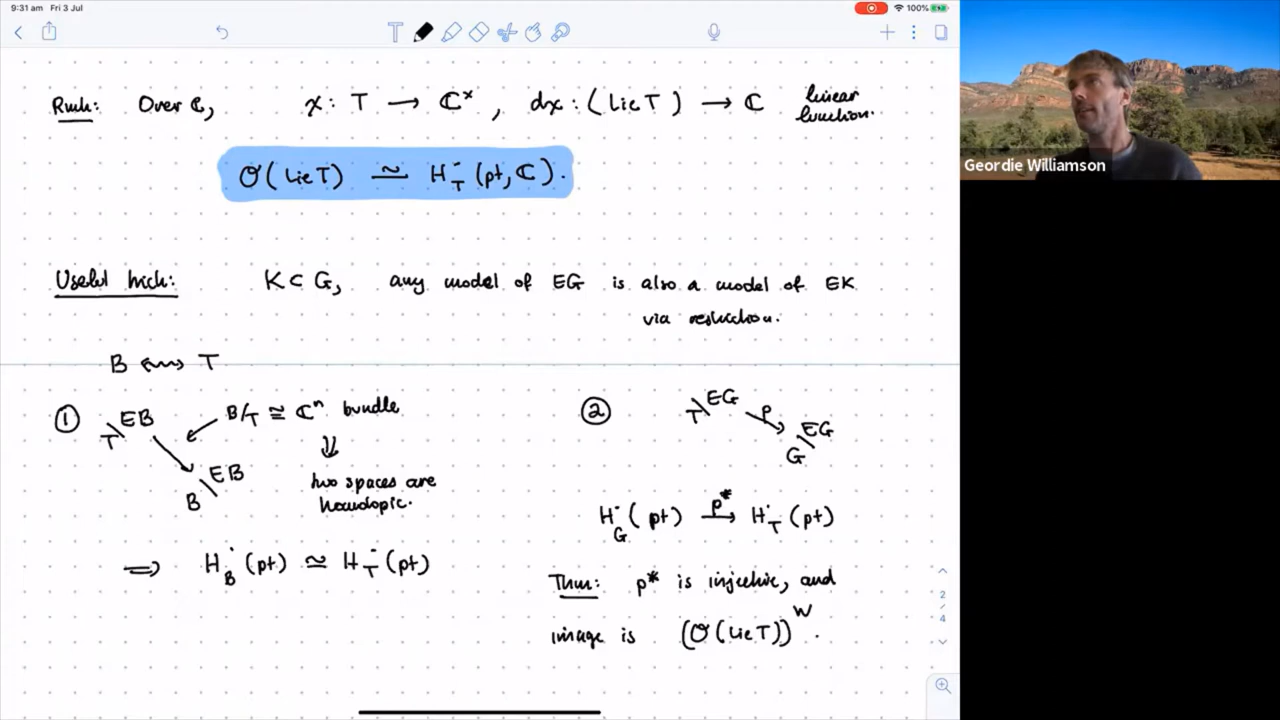 9:31 am Fri 3 Jul
100%
Rmk: Over ℂ, χ: T → ℂ^×, dχ: (Lie T) → ℂ linear function.
O(Lie T) ≃ H_T^•(pt, ℂ).
Geordie Williamson
Useful trick: K ⊂ G, any model of EG is also a model of EK
via restriction.
B ⟷ T
① T\EB B/T ≅ ℂⁿ bundle
⇓
B\EB two spaces are
homotopic.
⟹ H_B^•(pt) ≃ H_T^•(pt)
② T\EG p
G\EG
H_G^•(pt) p* → H_T^•(pt)
Thm: p* is injective, and
image is (O(Lie T))^W.
2
/
4